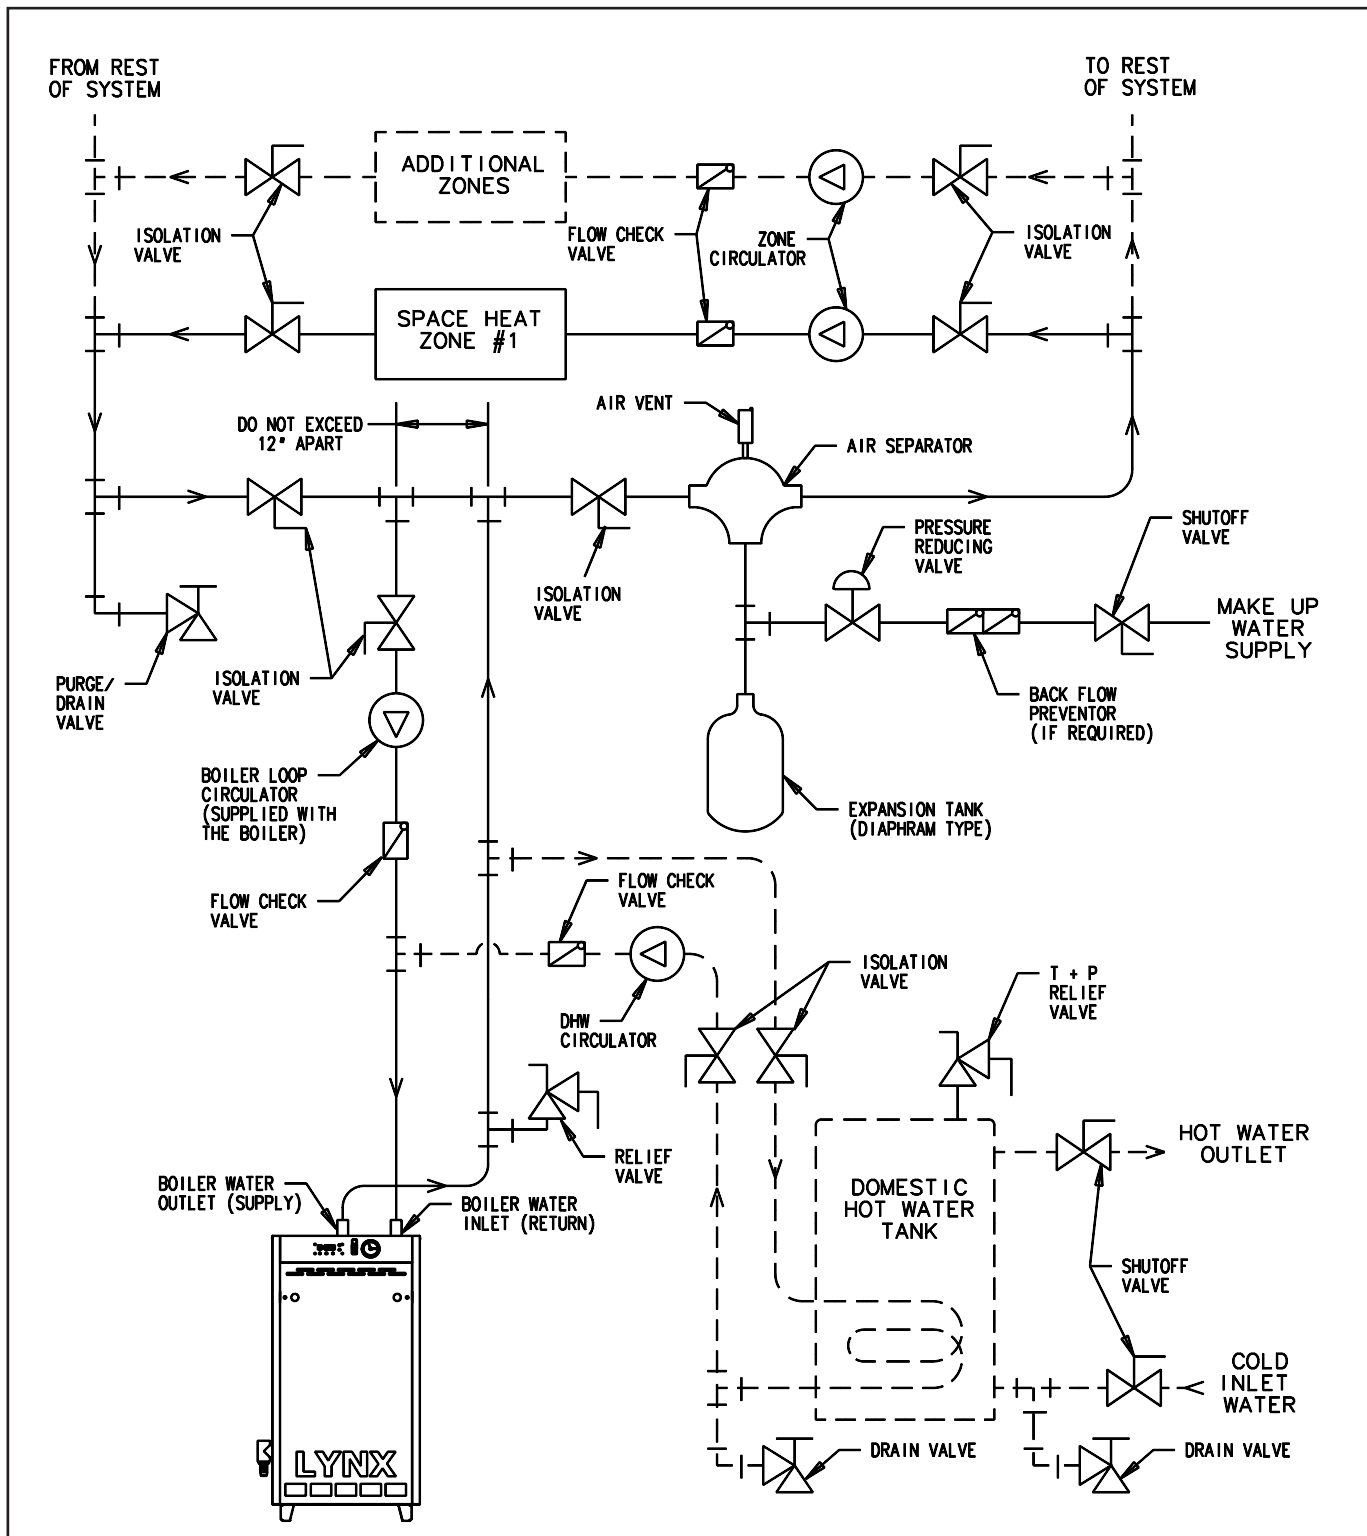 FROM REST
OF SYSTEM
TO REST
OF SYSTEM
ADDITIONAL
ZONES
ISOLATION
VALVE
FLOW CHECK
VALVE
ZONE
CIRCULATOR
ISOLATION
VALVE
SPACE HEAT
ZONE #1
DO NOT EXCEED
12" APART
AIR VENT
AIR SEPARATOR
PRESSURE
REDUCING
VALVE
SHUTOFF
VALVE
ISOLATION
VALVE
MAKE UP
WATER
SUPPLY
PURGE/
DRAIN
VALVE
ISOLATION
VALVE
BACK FLOW
PREVENTOR
(IF REQUIRED)
BOILER LOOP
CIRCULATOR
(SUPPLIED WITH
THE BOILER)
EXPANSION TANK
(DIAPHRAM TYPE)
FLOW CHECK
VALVE
FLOW CHECK
VALVE
ISOLATION
VALVE
T + P
RELIEF
VALVE
DHW
CIRCULATOR
RELIEF
VALVE
HOT WATER
OUTLET
BOILER WATER
OUTLET (SUPPLY)
BOILER WATER
INLET (RETURN)
DOMESTIC
HOT WATER
TANK
SHUTOFF
VALVE
COLD
INLET
WATER
LYNX
DRAIN VALVE
DRAIN VALVE